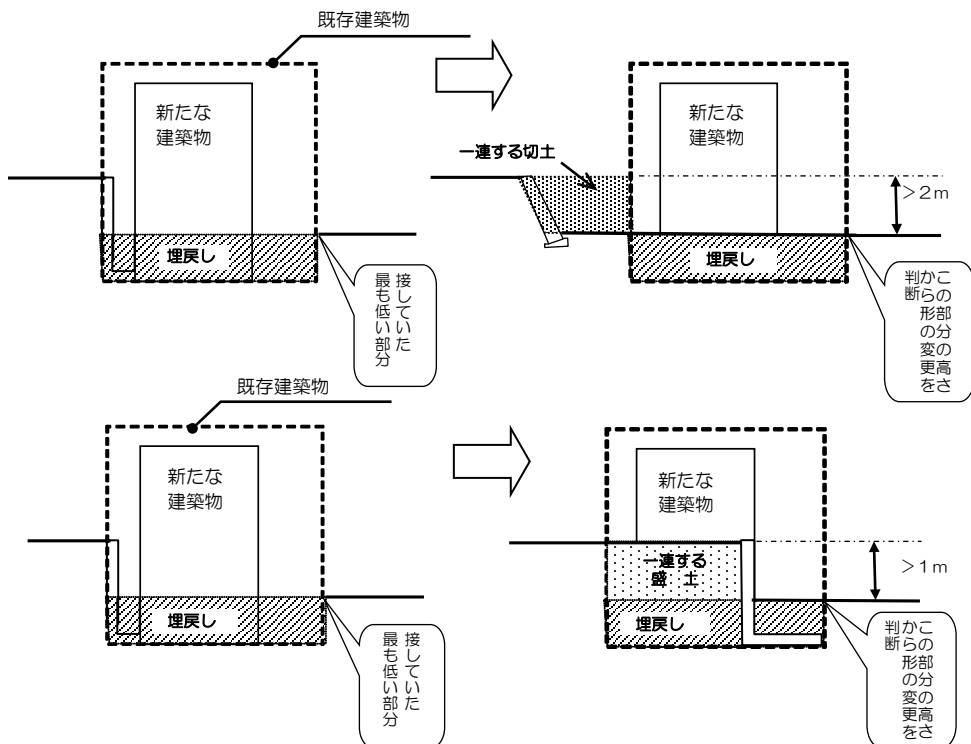 既存建築物
新たな
建築物
埋戻し
接していた
最も低い部分
一連する切土
新たな
建築物
>2m
埋戻し
この部分の高さ
から形の変更を
判断
既存建築物
新たな
建築物
埋戻し
接していた
最も低い部分
新たな
建築物
一連する
盛 土
>1m
埋戻し
この部分の高さ
から形の変更を
判断